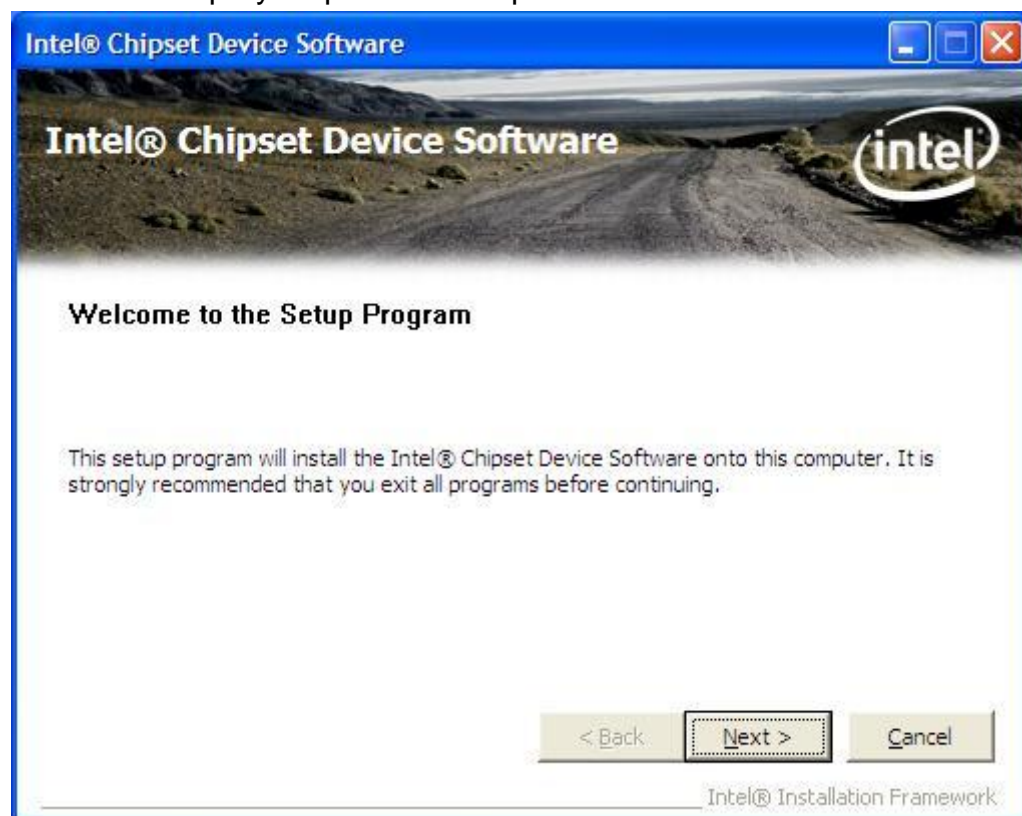 Intel® Chipset Device Software
Intel® Chipset Device Software
intel
Welcome to the Setup Program
This setup program will install the Intel® Chipset Device Software onto this computer. It is
strongly recommended that you exit all programs before continuing.
< Back Next > Cancel
Intel® Installation Framework